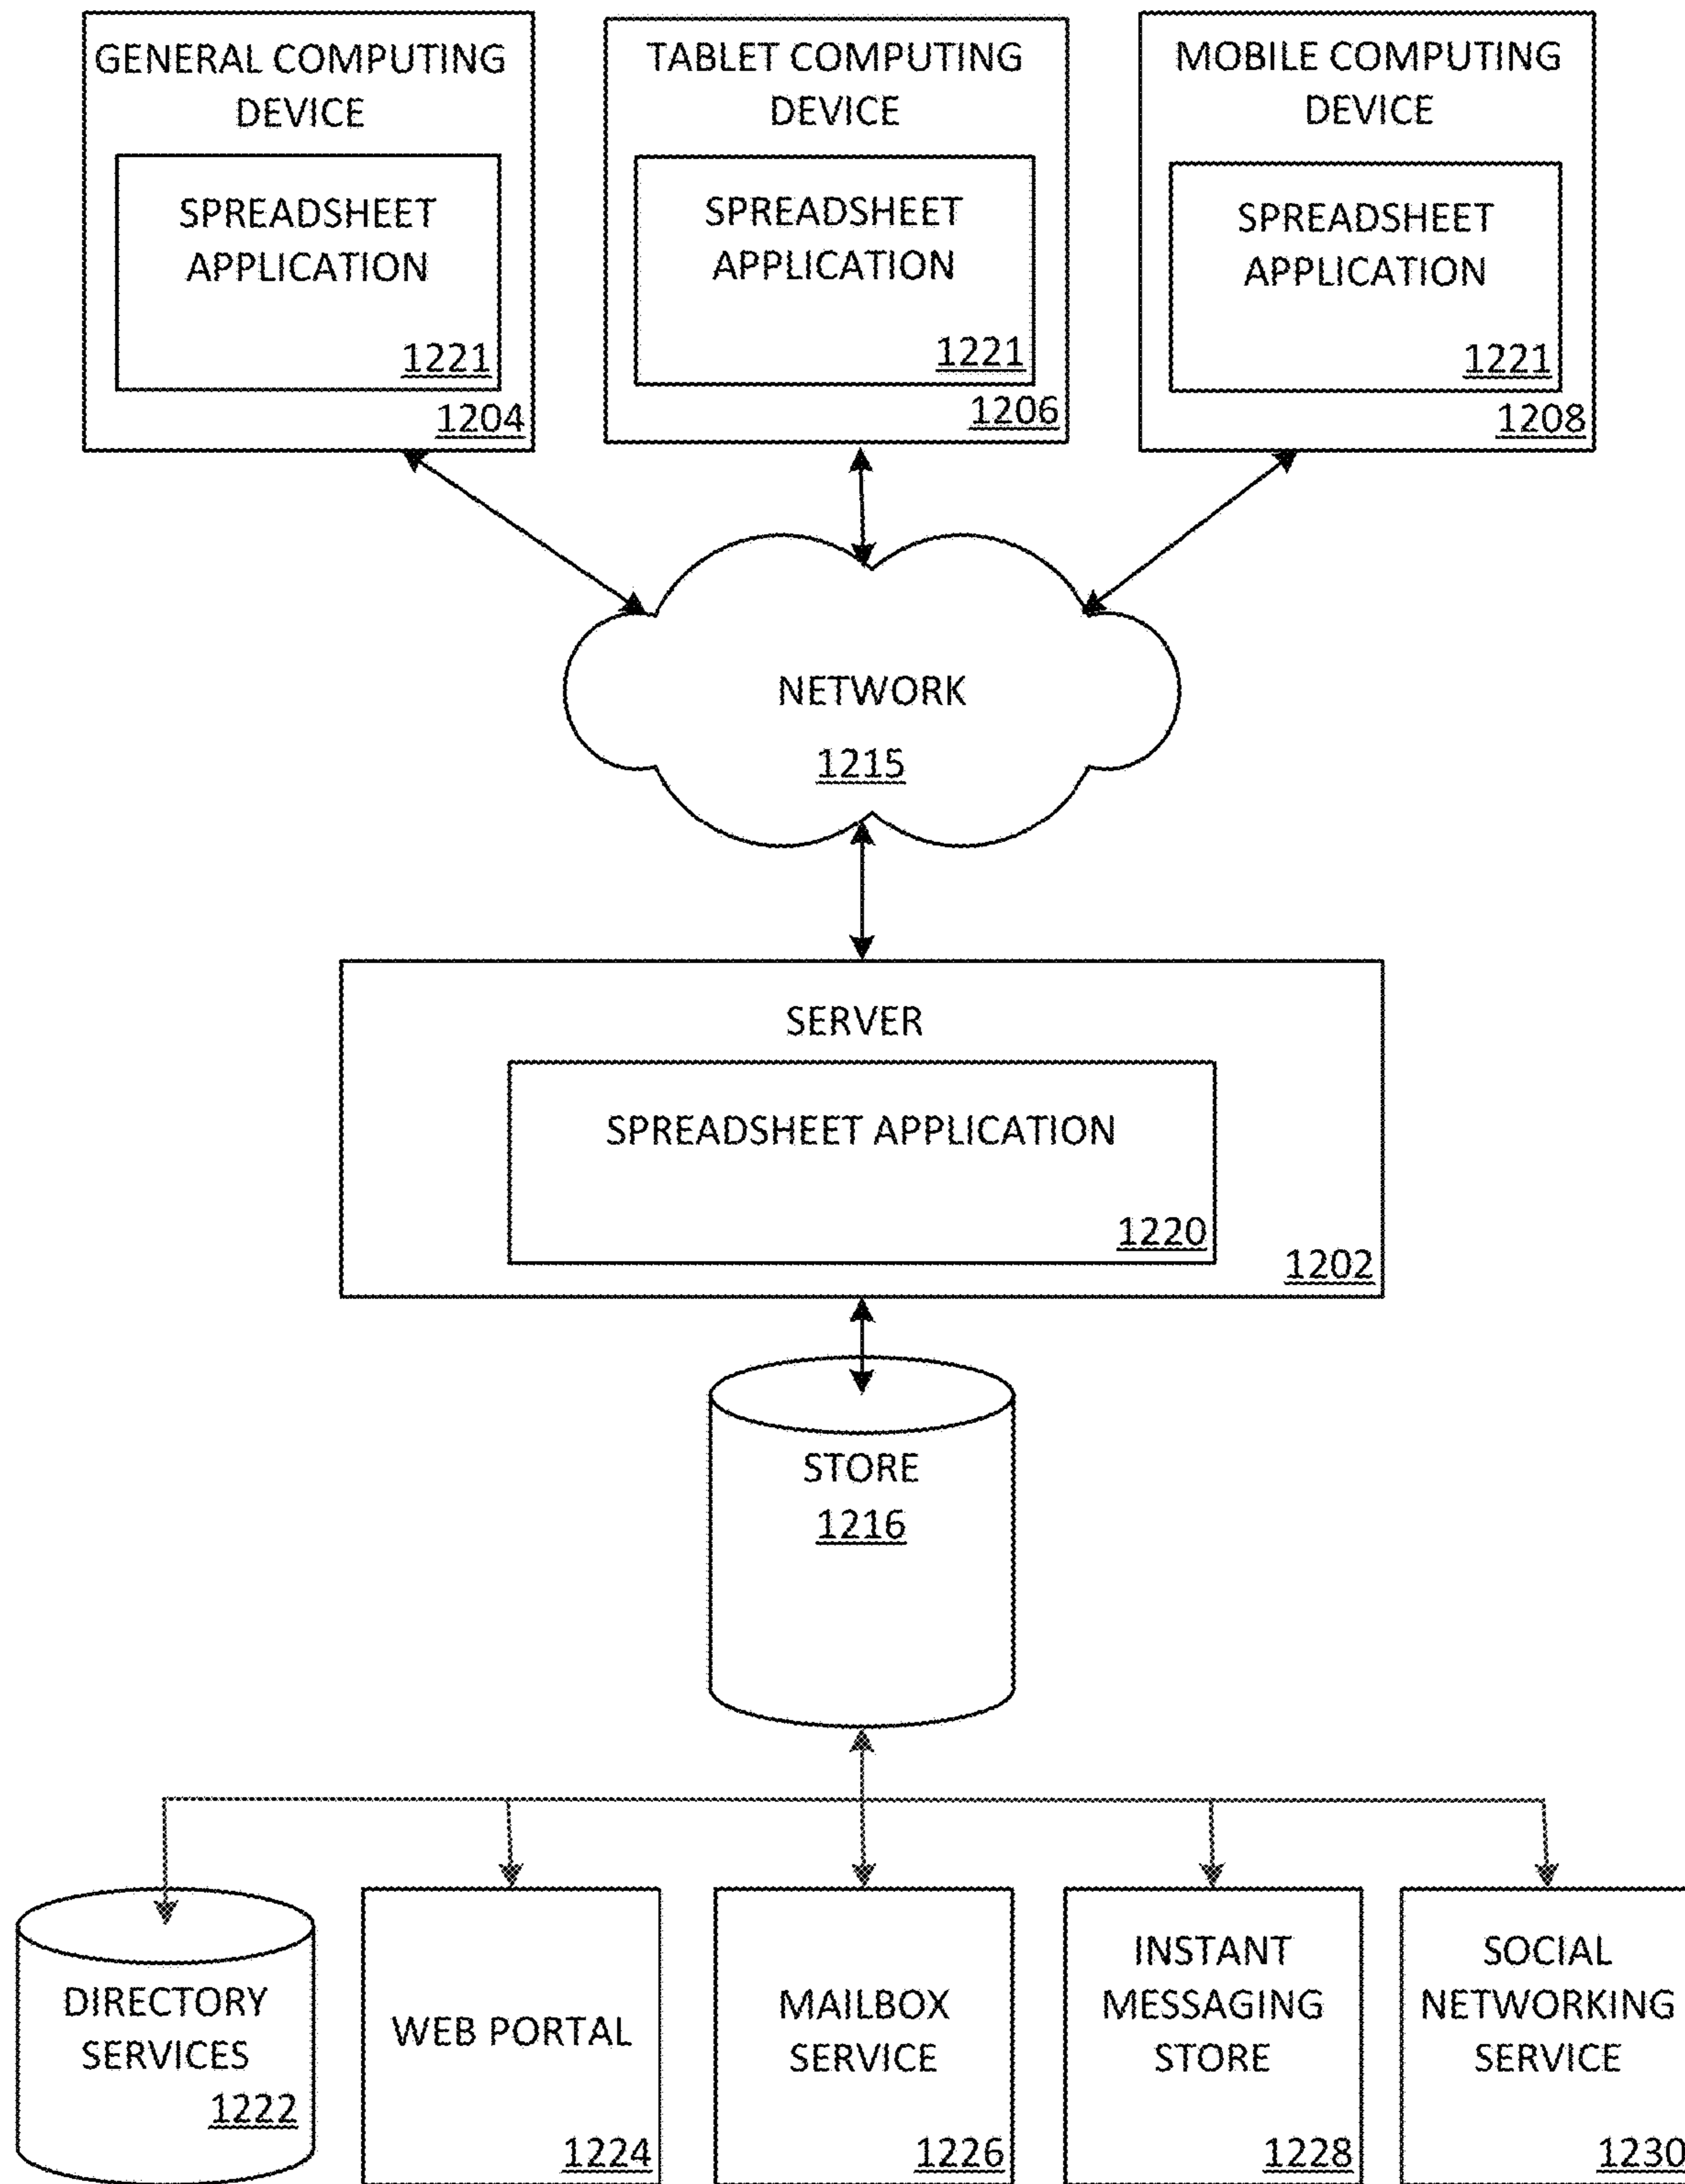 GENERAL COMPUTING
DEVICE
SPREADSHEET
APPLICATION
1221
1204
TABLET COMPUTING
DEVICE
SPREADSHEET
APPLICATION
1221
1206
MOBILE COMPUTING
DEVICE
SPREADSHEET
APPLICATION
1221
1208
NETWORK
1215
SERVER
SPREADSHEET APPLICATION
1220
1202
STORE
1216
DIRECTORY
SERVICES
1222
WEB PORTAL
1224
MAILBOX
SERVICE
1226
INSTANT
MESSAGING
STORE
1228
SOCIAL
NETWORKING
SERVICE
1230